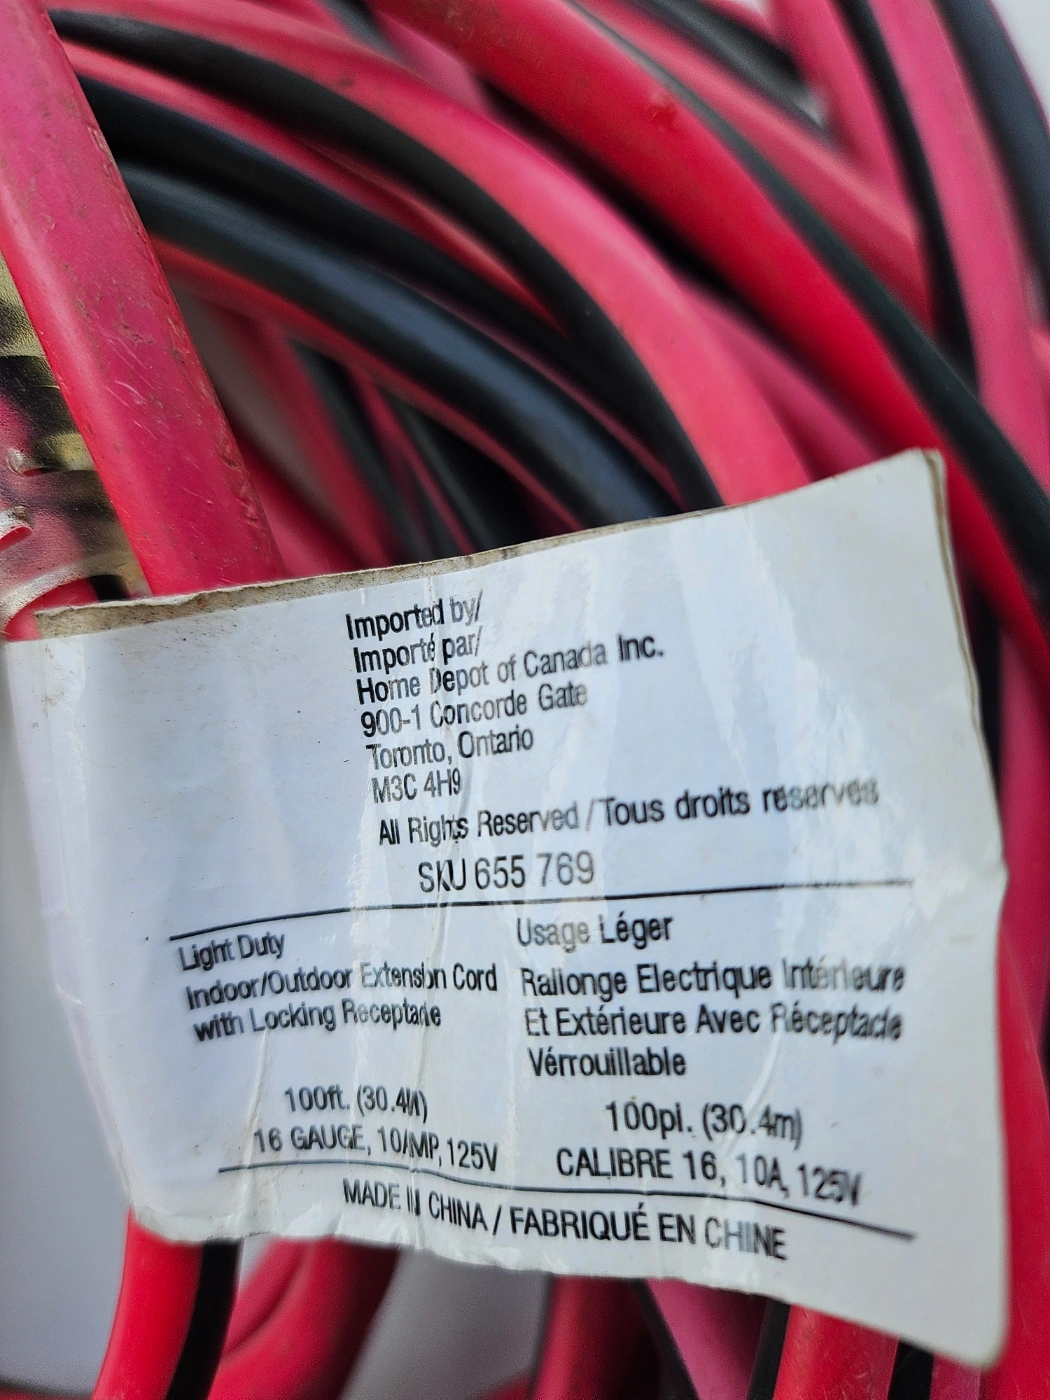 Imported by/
Importé par/
Home Depot of Canada Inc.
900-1 Concorde Gate
Toronto, Ontario
M3C 4H9
All Rights Reserved / Tous droits reservés
SKU 655 769
Light Duty
Indoor/Outdoor Extension Cord
with Locking Receptacle
100ft. (30.4M)
16 GAUGE, 10AMP, 125V
Usage Léger
Rallonge Electrique Intérieure
Et Extérieure Avec Réceptacle
Vérrouillable
100pi. (30.4m)
CALIBRE 16, 10A, 125V
MADE IN CHINA / FABRIQUÉ EN CHINE